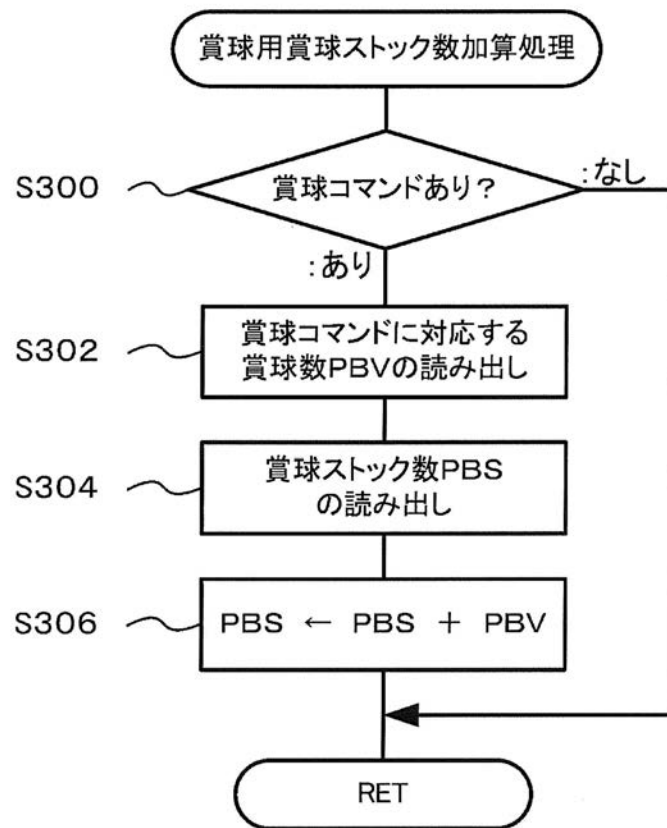 賞球用賞球ストック数加算処理
S300
賞球コマンドあり？
：なし
：あり
S302
賞球コマンドに対応する
賞球数PBVの読み出し
S304
賞球ストック数PBS
の読み出し
S306
PBS ← PBS ＋ PBV
RET